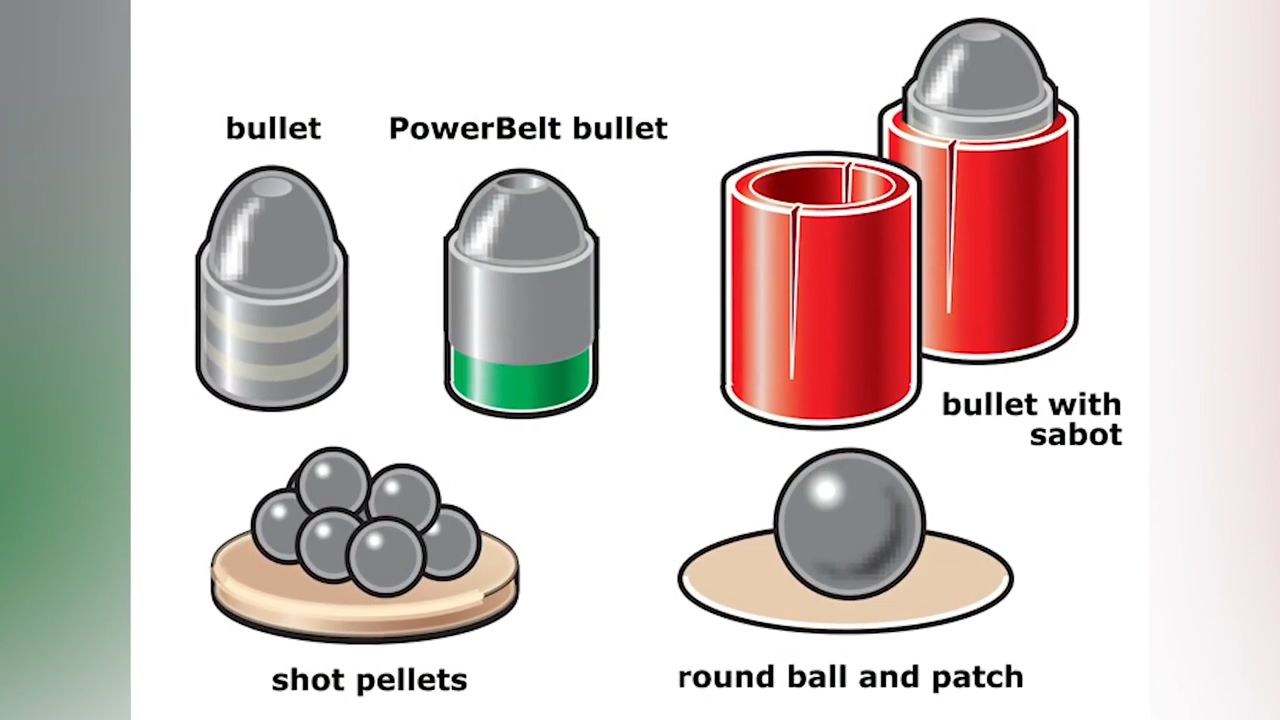 bullet
PowerBelt bullet
bullet with
sabot
shot pellets
round ball and patch